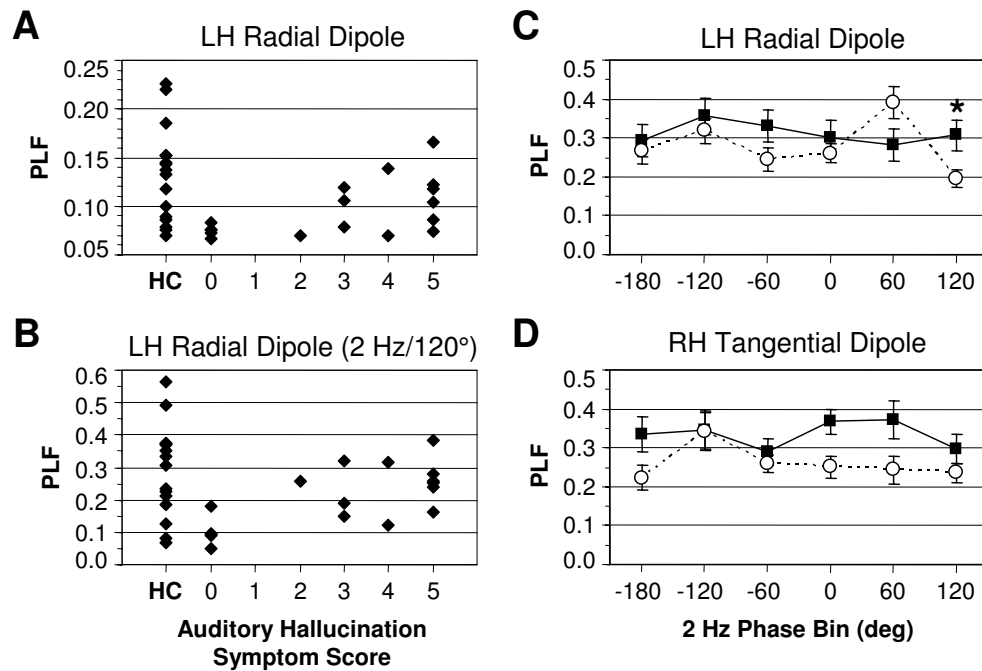 A
LH Radial Dipole
PLF
0.25
0.20
0.15
0.10
0.05
HC 0 1 2 3 4 5
B
LH Radial Dipole (2 Hz/120°)
PLF
0.6
0.5
0.4
0.3
0.2
0.1
0.0
HC 0 1 2 3 4 5
Auditory Hallucination
Symptom Score
C
LH Radial Dipole
PLF
0.5
0.4
0.3
0.2
0.1
0.0
*
-180 -120 -60 0 60 120
D
RH Tangential Dipole
PLF
0.5
0.4
0.3
0.2
0.1
0.0
-180 -120 -60 0 60 120
2 Hz Phase Bin (deg)